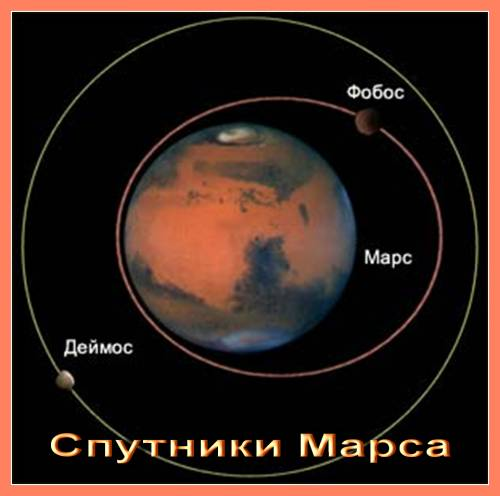 Фобос
Марс
Деймос
Спутники Марса